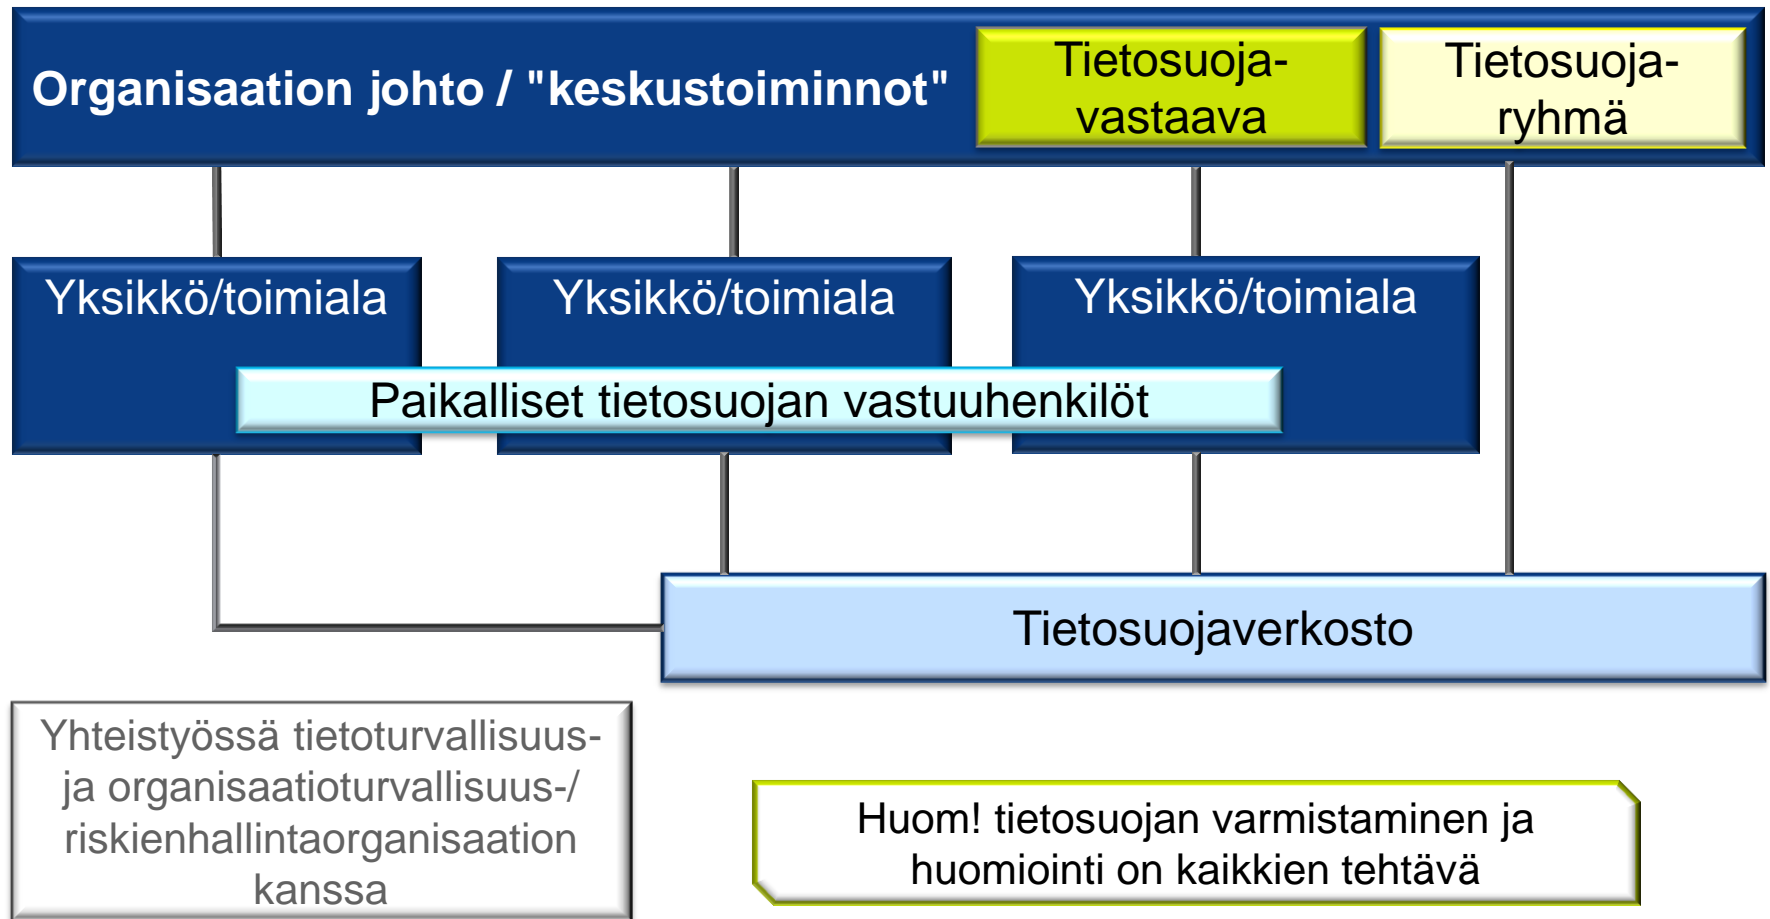 Organisaation johto / "keskustoiminnot"
Tietosuoja-
vastaava
Tietosuoja-
ryhmä
Yksikkö/toimiala
Yksikkö/toimiala
Yksikkö/toimiala
Paikalliset tietosuojan vastuuhenkilöt
Tietosuojaverkosto
Yhteistyössä tietoturvallisuus-
ja organisaatioturvallisuus-/
riskienhallintaorganisaation
kanssa
Huom! tietosuojan varmistaminen ja
huomiointi on kaikkien tehtävä